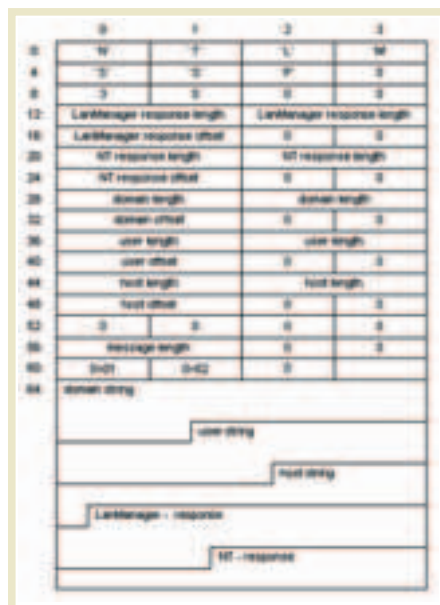 0 1 2 3
0: 'N' 'T' 'L' 'M'
4: 'S' 'S' 'P' 0
8: 3 0 0 0
12: LanManager response length LanManager response length
16: LanManager response offset 0 0
20: NT response length NT response length
24: NT response offset 0 0
28: domain length domain length
32: domain offset 0 0
36: user length user length
40: user offset 0 0
44: host length host length
48: host offset 0 0
52: 0 0 0 0
56: message length 0 0
60: 0x01 0x82 0
64: domain string
user string
host string
LanManager - response
NT - response